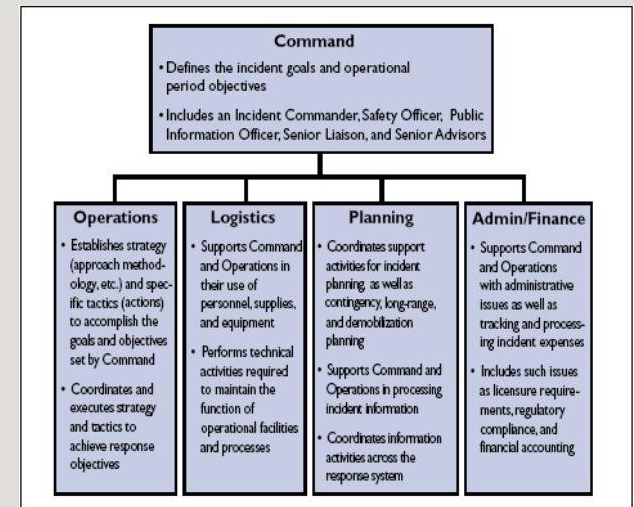 Command
• Defines the incident goals and operational
period objectives
• Includes an Incident Commander, Safety Officer, Public
Information Officer, Senior Liaison, and Senior Advisors
Operations
• Establishes strategy
(approach method-
ology, etc.) and spec-
ific tactics (actions)
to accomplish the
goals and objectives
set by Command
• Coordinates and
executes strategy
and tactics to
achieve response
objectives
Logistics
• Supports Command
and Operations in
their use of
personnel, supplies,
and equipment
• Performs technical
activities required
to maintain the
function of
operational facilities
and processes
Planning
• Coordinates support
activities for incident
planning, as well as
contingency, long-range,
and demobilization
planning
• Supports Command and
Operations in processing
incident information
• Coordinates information
activities across the
response system
Admin/Finance
• Supports Command
and Operations
with administrative
issues as well as
tracking and process-
ing incident expenses
• Includes such issues
as licensure require-
ments, regulatory
compliance, and
financial accounting